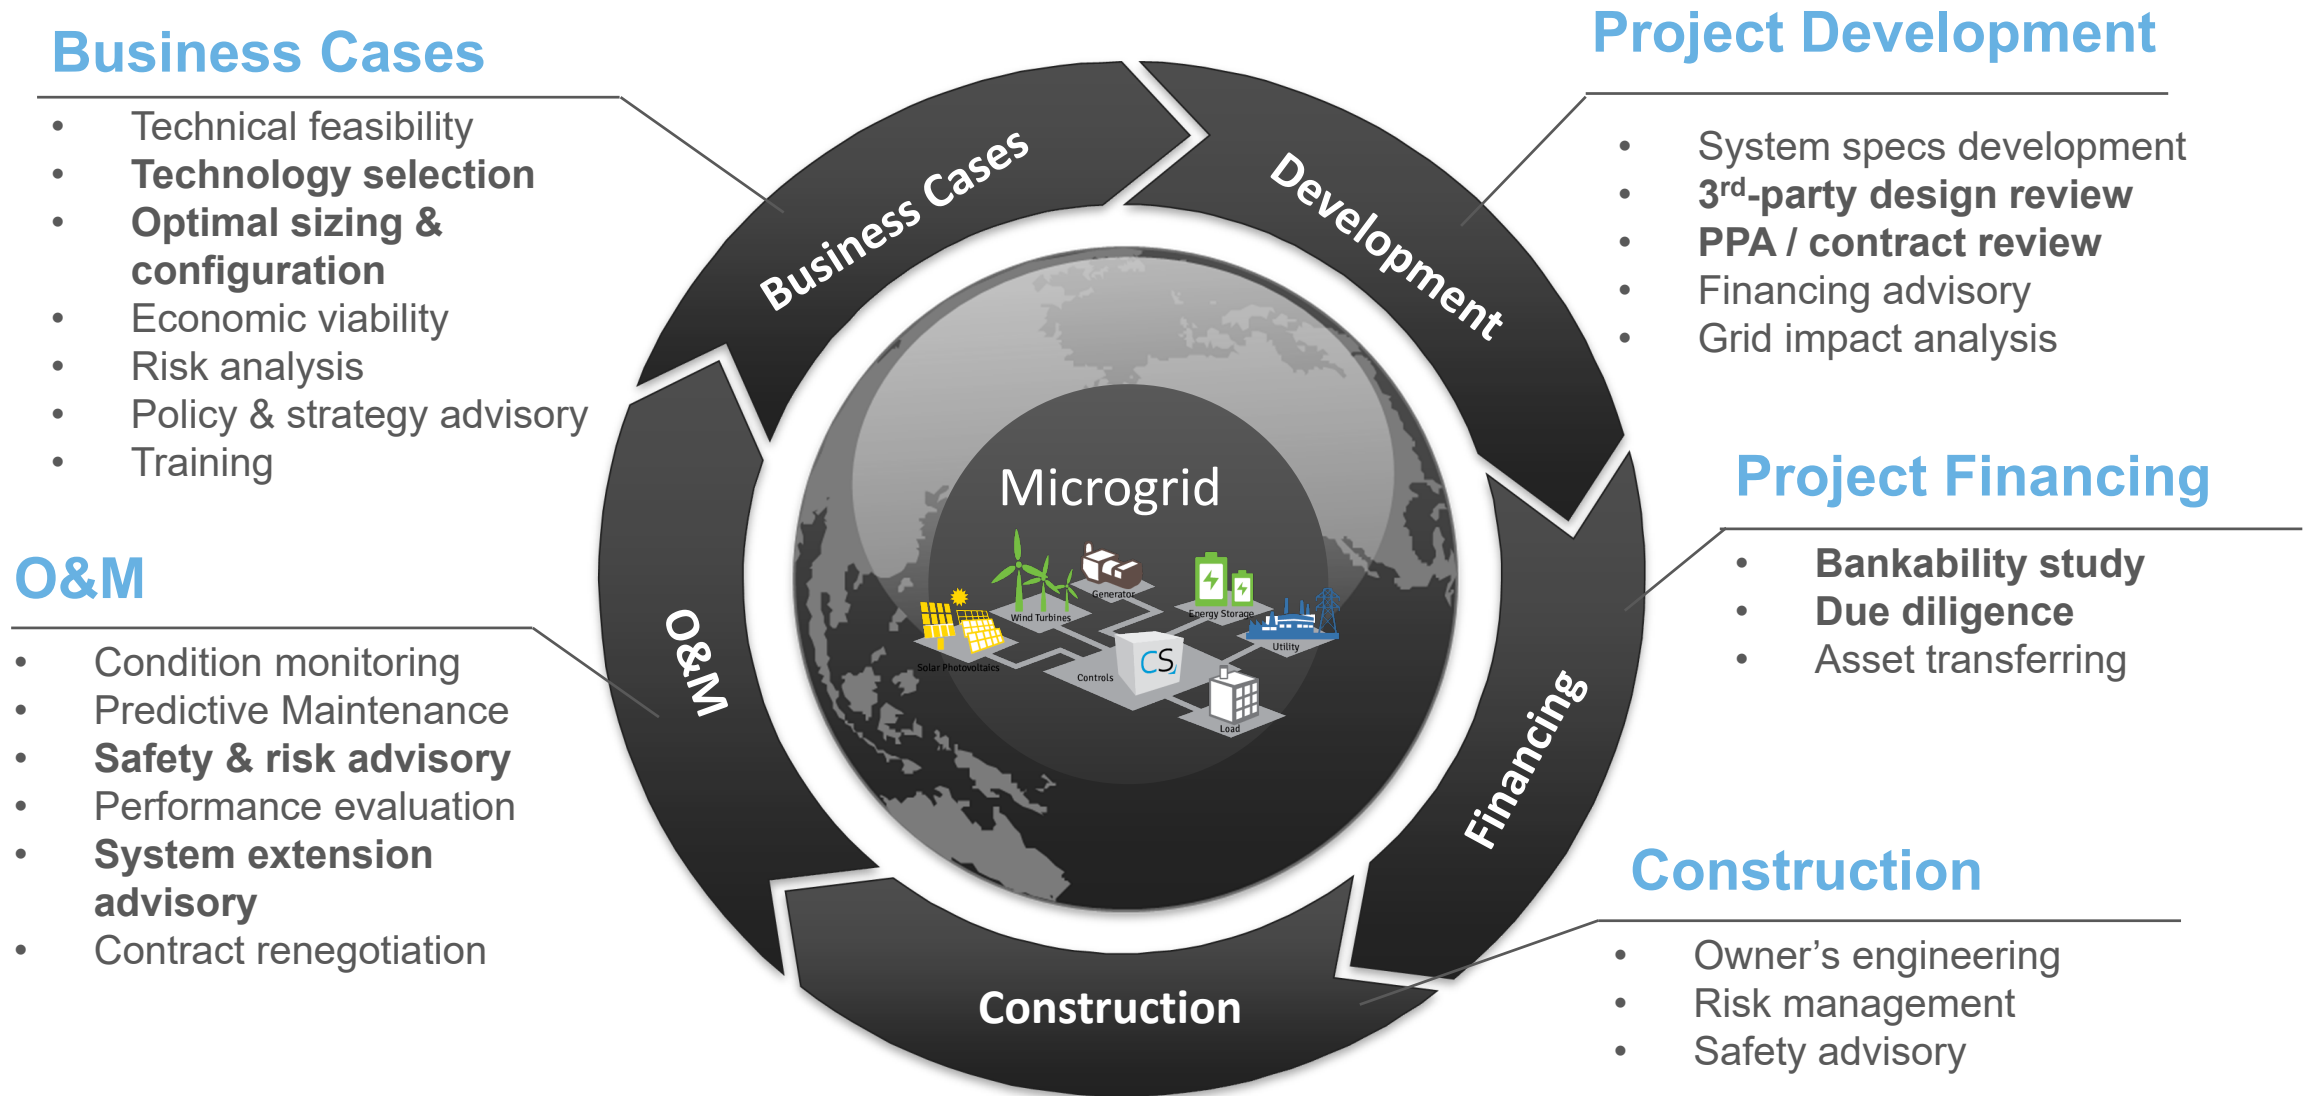 Business Cases
• Technical feasibility
• Technology selection
• Optimal sizing &
configuration
• Economic viability
• Risk analysis
• Policy & strategy advisory
• Training
Project Development
• System specs development
• 3rd-party design review
• PPA / contract review
• Financing advisory
• Grid impact analysis
Project Financing
• Bankability study
• Due diligence
• Asset transferring
Construction
• Owner’s engineering
• Risk management
• Safety advisory
O&M
• Condition monitoring
• Predictive Maintenance
• Safety & risk advisory
• Performance evaluation
• System extension
advisory
• Contract renegotiation
Business Cases
Development
Financing
Construction
O&M
Microgrid
Generator
Wind Turbines
Energy Storage
Solar Photovoltaics
Utility
Controls
CS
Load